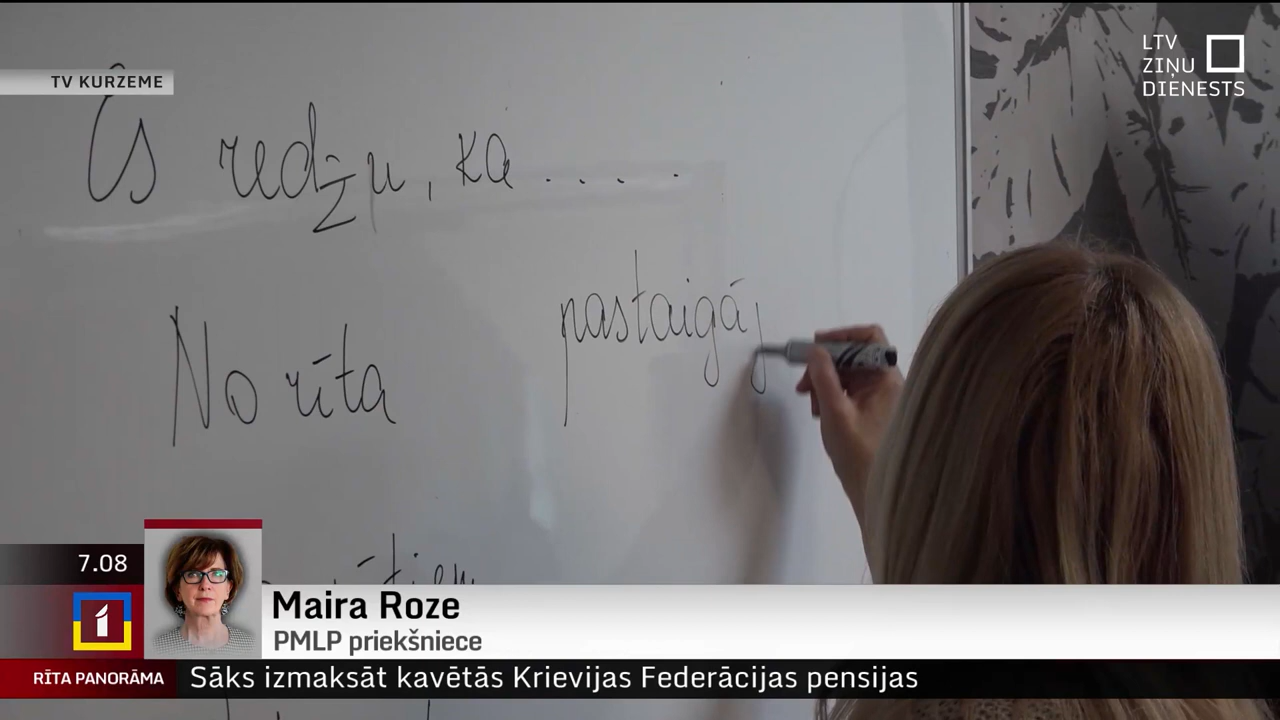 LTV
ZIŅU
DIENESTS
TV KURZEME
Es redzu, ka . . . . .
pastaigāj
No rīta
7.08
1
Maira Roze
PMLP priekšniece
RĪTA PANORĀMA
Sāks izmaksāt kavētās Krievijas Federācijas pensijas